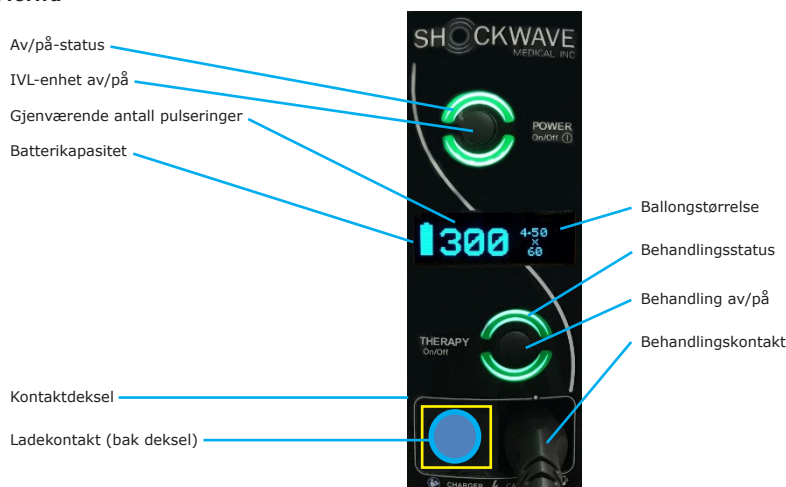 Av/på-status
IVL-enhet av/på
Gjenværende antall pulseringer
Batterikapasitet
Kontaktdeksel
Ladekontakt (bak deksel)
SHOCKWAVE
MEDICAL INC
POWER
On/Off
300
4.50
x
60
THERAPY
On/Off
CHARGER
Ballongstørrelse
Behandlingsstatus
Behandling av/på
Behandlingskontakt